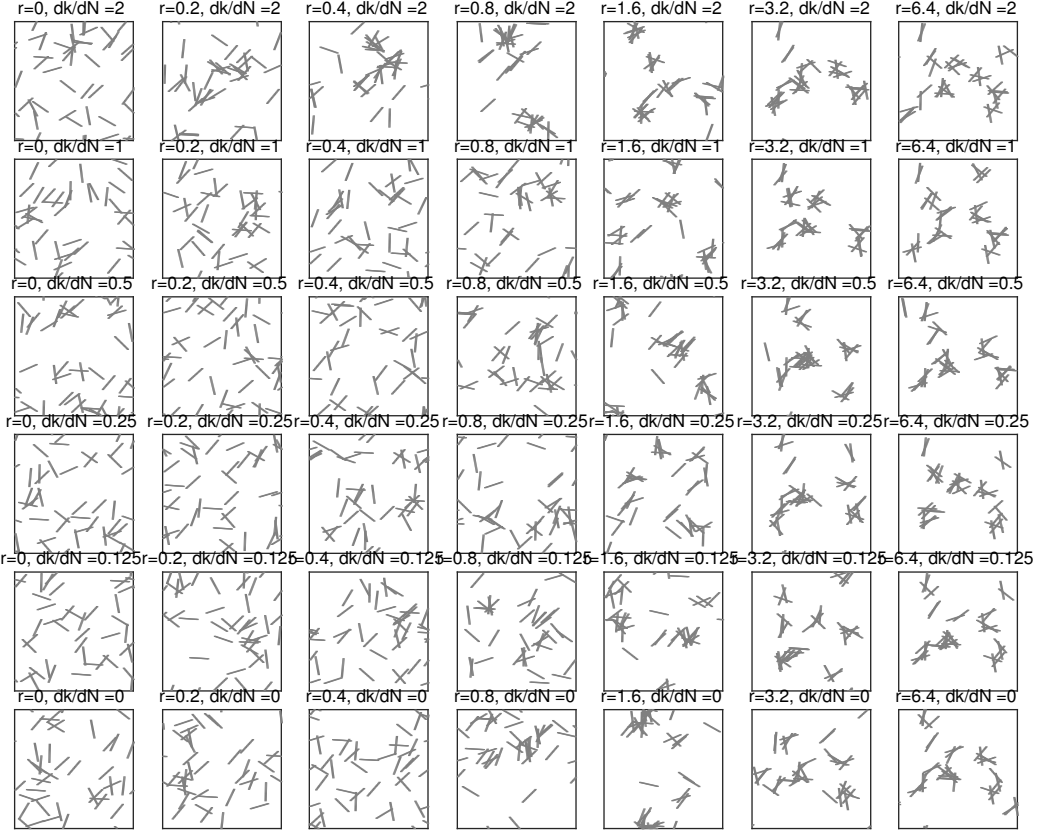 r=0, dk/dN =2 r=0.2, dk/dN =2 r=0.4, dk/dN =2 r=0.8, dk/dN =2 r=1.6, dk/dN =2 r=3.2, dk/dN =2 r=6.4, dk/dN =2
r=0, dk/dN =1 r=0.2, dk/dN =1 r=0.4, dk/dN =1 r=0.8, dk/dN =1 r=1.6, dk/dN =1 r=3.2, dk/dN =1 r=6.4, dk/dN =1
r=0, dk/dN =0.5 r=0.2, dk/dN =0.5 r=0.4, dk/dN =0.5 r=0.8, dk/dN =0.5 r=1.6, dk/dN =0.5 r=3.2, dk/dN =0.5 r=6.4, dk/dN =0.5
r=0, dk/dN =0.25 r=0.2, dk/dN =0.25 r=0.4, dk/dN =0.25 r=0.8, dk/dN =0.25 r=1.6, dk/dN =0.25 r=3.2, dk/dN =0.25 r=6.4, dk/dN =0.25
r=0, dk/dN =0.125 r=0.2, dk/dN =0.125 r=0.4, dk/dN =0.125 r=0.8, dk/dN =0.125 r=1.6, dk/dN =0.125 r=3.2, dk/dN =0.125 r=6.4, dk/dN =0.125
r=0, dk/dN =0 r=0.2, dk/dN =0 r=0.4, dk/dN =0 r=0.8, dk/dN =0 r=1.6, dk/dN =0 r=3.2, dk/dN =0 r=6.4, dk/dN =0